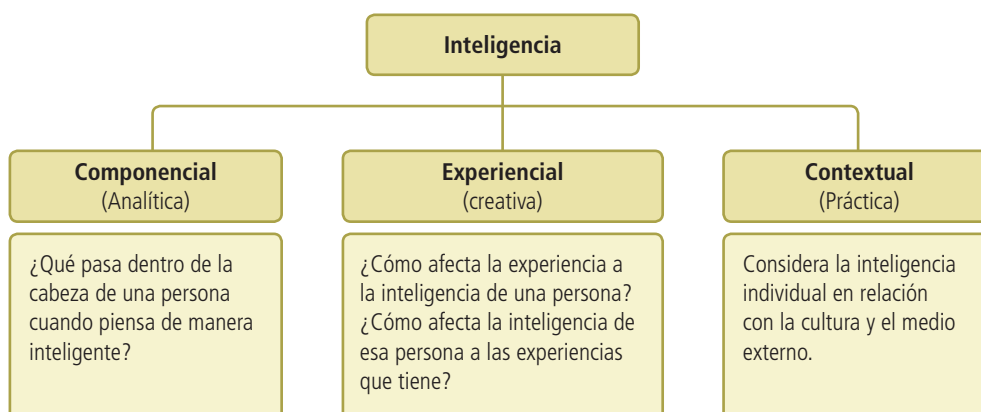 Inteligencia
Componencial
(Analítica)
Experiencial
(creativa)
Contextual
(Práctica)
¿Qué pasa dentro de la
cabeza de una persona
cuando piensa de manera
inteligente?
¿Cómo afecta la experiencia a
la inteligencia de una persona?
¿Cómo afecta la inteligencia de
esa persona a las experiencias
que tiene?
Considera la inteligencia
individual en relación
con la cultura y el medio
externo.